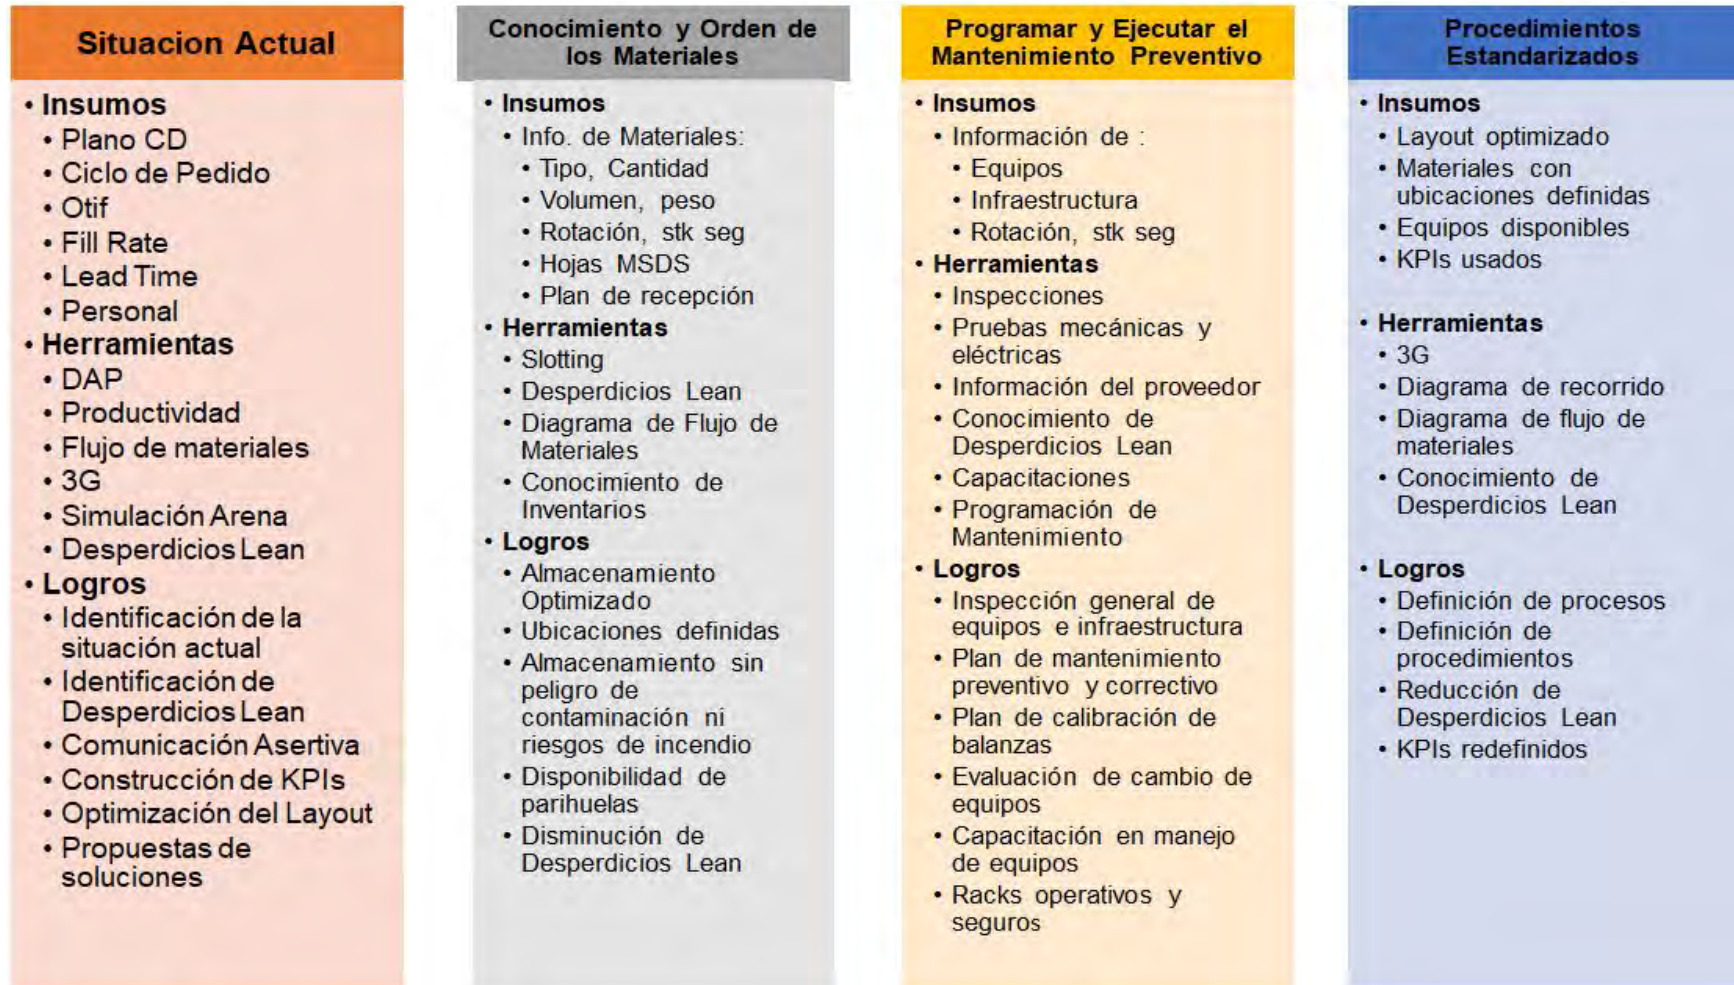 Situacion Actual
• Insumos
• Plano CD
• Ciclo de Pedido
• Otif
• Fill Rate
• Lead Time
• Personal
• Herramientas
• DAP
• Productividad
• Flujo de materiales
• 3G
• Simulación Arena
• Desperdicios Lean
• Logros
• Identificación de la
situación actual
• Identificación de
Desperdicios Lean
• Comunicación Asertiva
• Construcción de KPIs
• Optimización del Layout
• Propuestas de
soluciones
Conocimiento y Orden de
los Materiales
• Insumos
• Info. de Materiales:
• Tipo, Cantidad
• Volumen, peso
• Rotación, stk seg
• Hojas MSDS
• Plan de recepción
• Herramientas
• Slotting
• Desperdicios Lean
• Diagrama de Flujo de
Materiales
• Conocimiento de
Inventarios
• Logros
• Almacenamiento
Optimizado
• Ubicaciones definidas
• Almacenamiento sin
peligro de
contaminación ni
riesgos de incendio
• Disponibilidad de
parihuelas
• Disminución de
Desperdicios Lean
Programar y Ejecutar el
Mantenimiento Preventivo
• Insumos
• Información de :
• Equipos
• Infraestructura
• Rotación, stk seg
• Herramientas
• Inspecciones
• Pruebas mecánicas y
eléctricas
• Información del proveedor
• Conocimiento de
Desperdicios Lean
• Capacitaciones
• Programación de
Mantenimiento
• Logros
• Inspección general de
equipos e infraestructura
• Plan de mantenimiento
preventivo y correctivo
• Plan de calibración de
balanzas
• Evaluación de cambio de
equipos
• Capacitación en manejo
de equipos
• Racks operativos y
seguros
Procedimientos
Estandarizados
• Insumos
• Layout optimizado
• Materiales con
ubicaciones definidas
• Equipos disponibles
• KPIs usados
• Herramientas
• 3G
• Diagrama de recorrido
• Diagrama de flujo de
materiales
• Conocimiento de
Desperdicios Lean
• Logros
• Definición de procesos
• Definición de
procedimientos
• Reducción de
Desperdicios Lean
• KPIs redefinidos